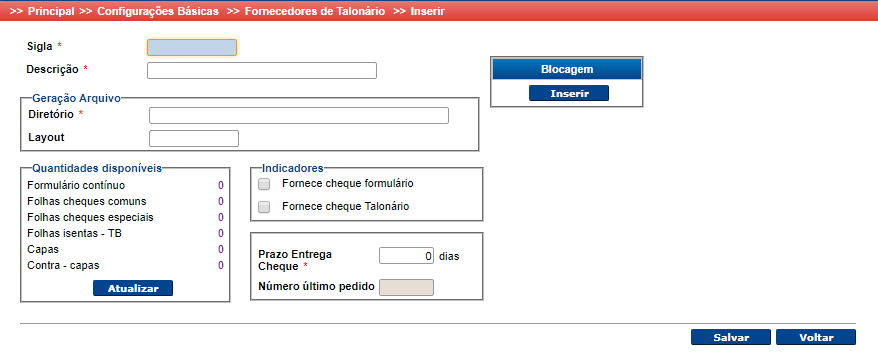 >> Principal >> Configurações Básicas >> Fornecedores de Talonário >> Inserir
Sigla *
Descrição *
Blocagem
Inserir
Geração Arquivo
Diretório *
Layout
Quantidades disponíveis
Formulário contínuo 0
Folhas cheques comuns 0
Folhas cheques especiais 0
Folhas isentas - TB 0
Capas 0
Contra - capas 0
Atualizar
Indicadores
Fornece cheque formulário
Fornece cheque Talonário
Prazo Entrega
Cheque * 0 dias
Número último pedido
Salvar Voltar